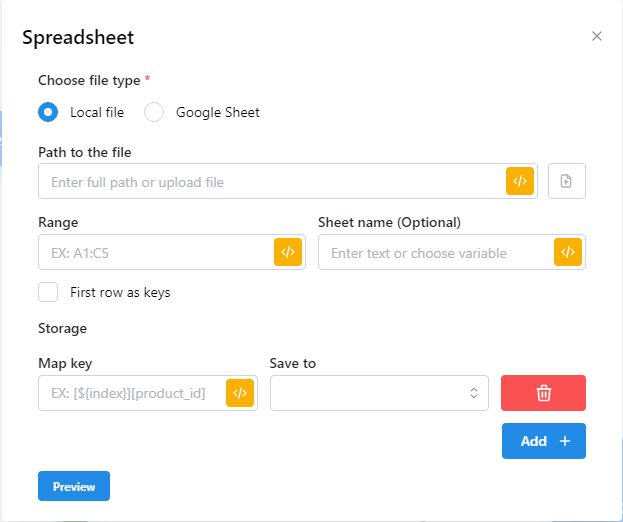 Spreadsheet
Choose file type *
Local file Google Sheet
Path to the file
Enter full path or upload file </>
Range Sheet name (Optional)
EX: A1:C5 </> Enter text or choose variable </>
First row as keys
Storage
Map key Save to
EX: [${index}][product_id] </>
Add +
Preview